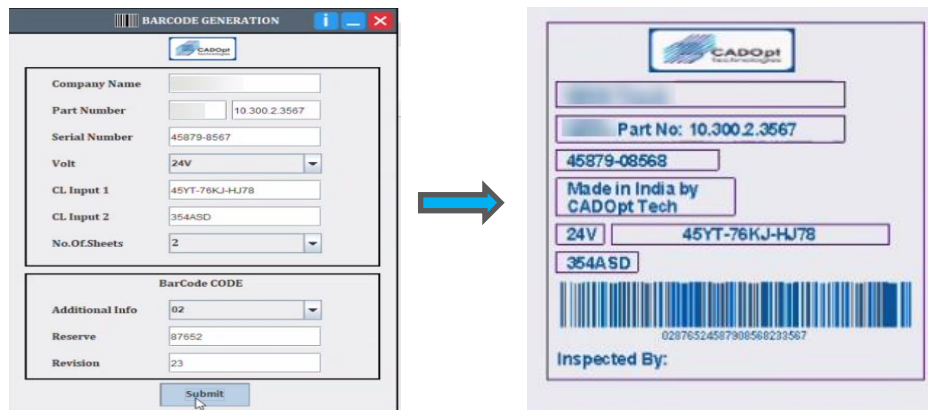 BARCODE GENERATION
CADOpt
Technologies
Company Name
Part Number 10.300.2.3567
Serial Number 45879-8567
Volt 24V
CL Input 1 45YT-76KJ-HJ78
CL Input 2 354ASD
No.Of.Sheets 2
BarCode CODE
Additional Info 02
Reserve 87652
Revision 23
Submit
CADOpt
Technologies
Part No: 10.300.2.3567
45879-08568
Made in India by
CADOpt Tech
24V 45YT-76KJ-HJ78
354ASD
02876524587908568233567
Inspected By: